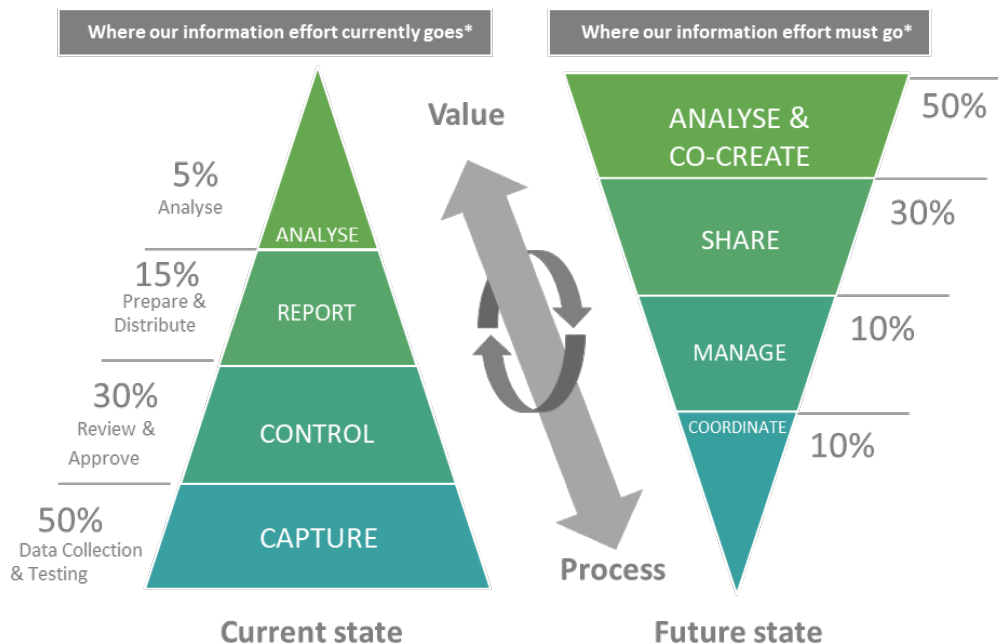 Where our information effort currently goes*
Where our information effort must go*
Value
5%
Analyse
ANALYSE
15%
Prepare &
Distribute
REPORT
30%
Review &
Approve
CONTROL
50%
Data Collection
& Testing
CAPTURE
Process
ANALYSE &
CO-CREATE
50%
SHARE
30%
MANAGE
10%
COORDINATE
10%
Current state
Future state